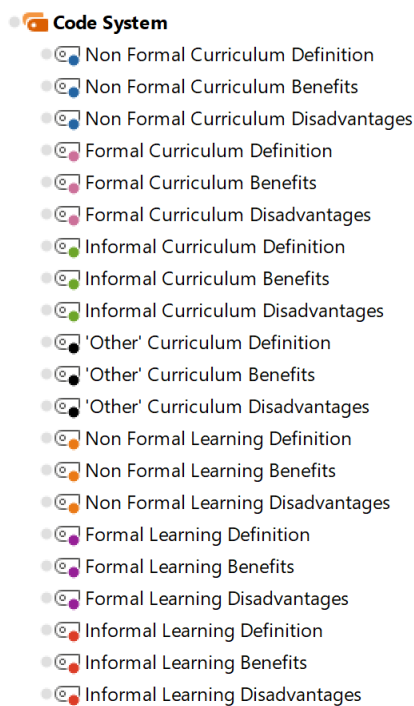 Code System
Non Formal Curriculum Definition
Non Formal Curriculum Benefits
Non Formal Curriculum Disadvantages
Formal Curriculum Definition
Formal Curriculum Benefits
Formal Curriculum Disadvantages
Informal Curriculum Definition
Informal Curriculum Benefits
Informal Curriculum Disadvantages
'Other' Curriculum Definition
'Other' Curriculum Benefits
'Other' Curriculum Disadvantages
Non Formal Learning Definition
Non Formal Learning Benefits
Non Formal Learning Disadvantages
Formal Learning Definition
Formal Learning Benefits
Formal Learning Disadvantages
Informal Learning Definition
Informal Learning Benefits
Informal Learning Disadvantages